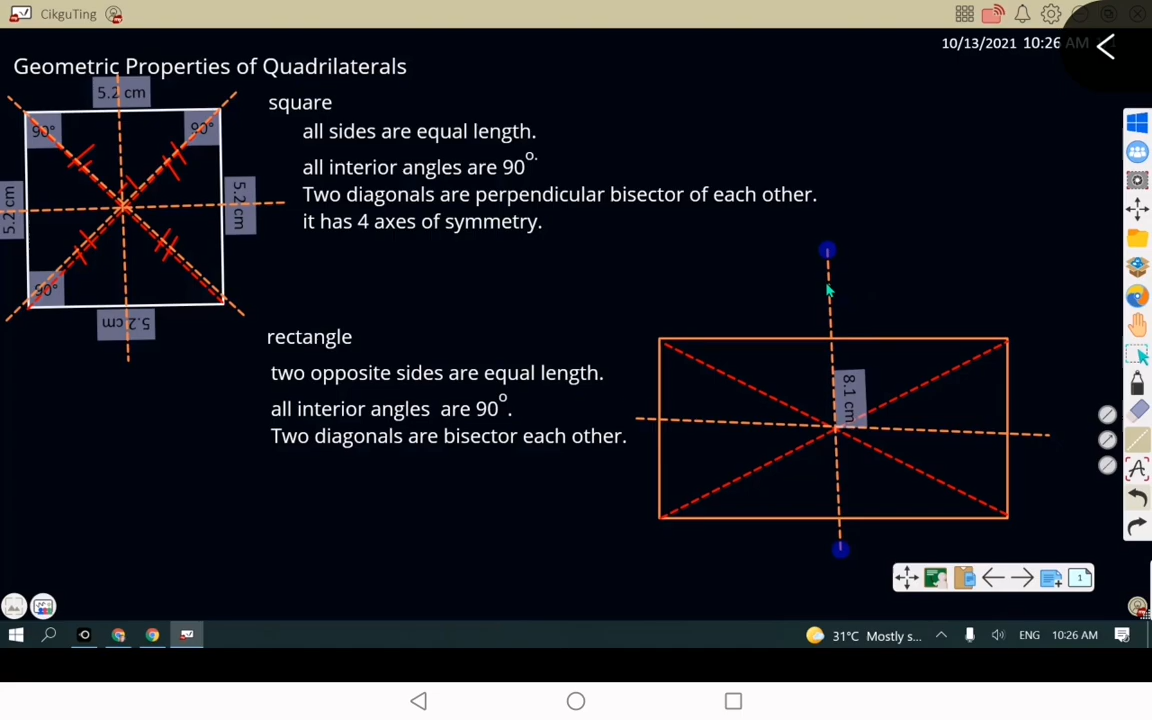 CikguTing
10/13/2021 10:26 AM
Geometric Properties of Quadrilaterals
5.2 cm
square
90°
90°
all sides are equal length.
all interior angles are 90°.
Two diagonals are perpendicular bisector of each other.
5.2 cm
5.2 cm
it has 4 axes of symmetry.
90°
5.2 cm
rectangle
two opposite sides are equal length.
8.1 cm
all interior angles are 90°.
Two diagonals are bisector each other.
1
31°C Mostly s... ENG 10:26 AM